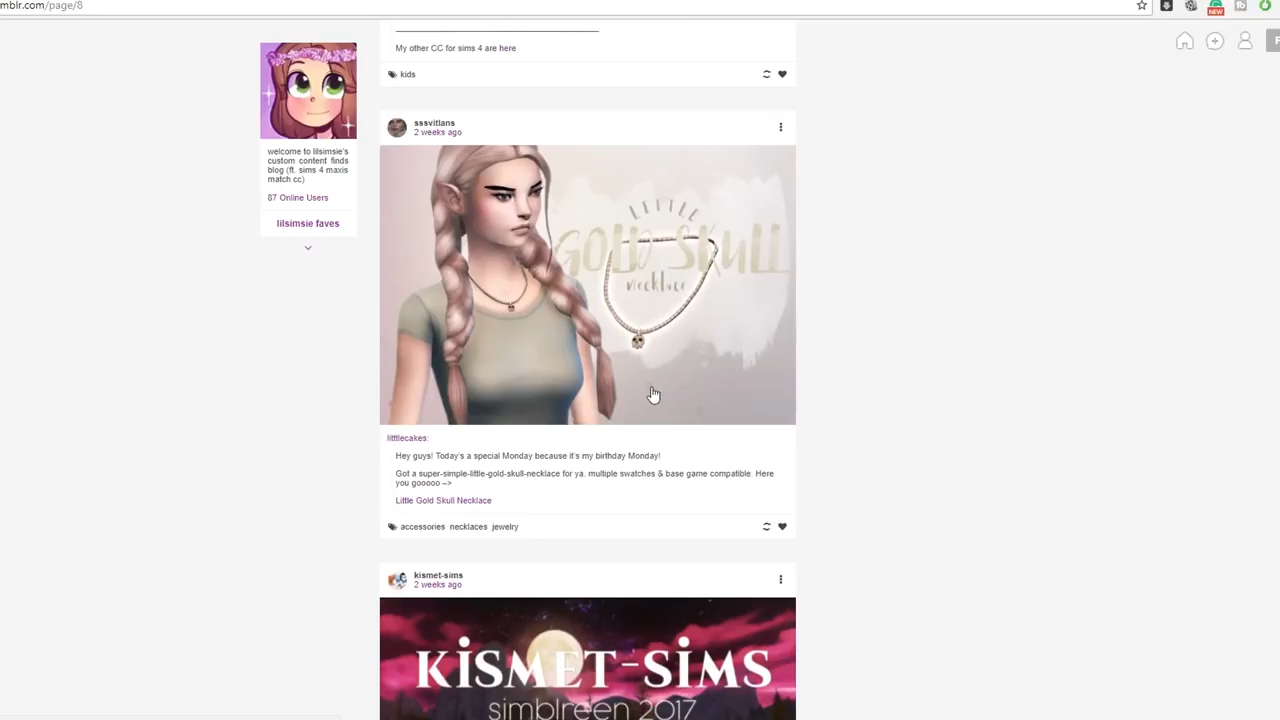 mblr.com/page/8
NEW
My other CC for sims 4 are here
kids
welcome to lilsimsie's
custom content finds
blog (ft. sims 4 maxis
match cc)
87 Online Users
lilsimsie faves
sssvitlans
2 weeks ago
LITTLE
GOLD SKULL
necklace
litttlecakes:
Hey guys! Today's a special Monday because it's my birthday Monday!
Got a super-simple-little-gold-skull-necklace for ya, multiple swatches & base game compatible. Here
you gooooo -->
Little Gold Skull Necklace
accessories necklaces jewelry
kismet-sims
2 weeks ago
KISMET-SIMS
simblreen 2017